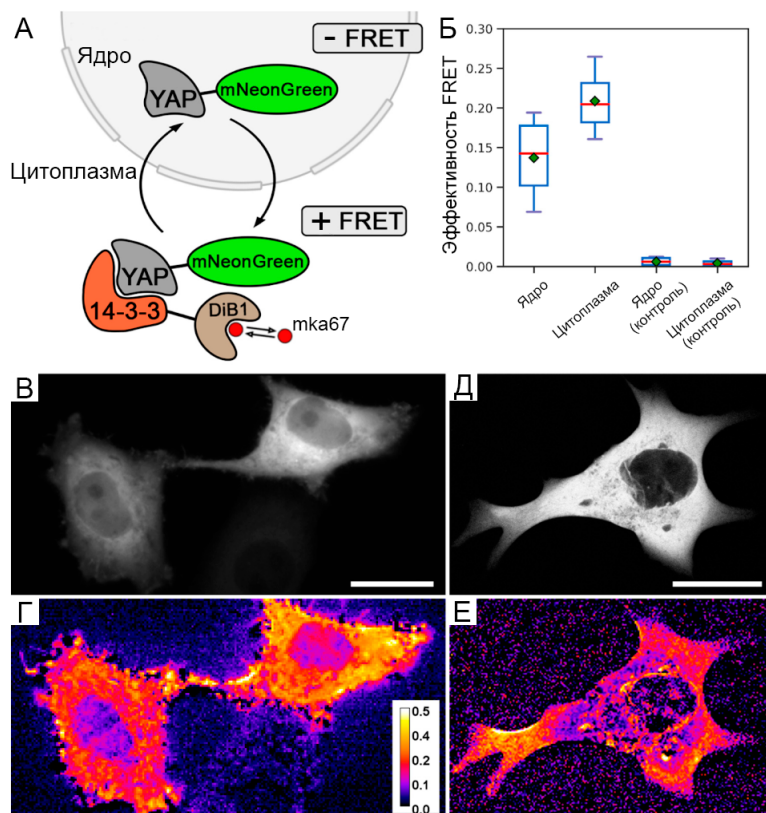 А
Ядро
- FRET
YAP
mNeonGreen
Цитоплазма
+ FRET
YAP
mNeonGreen
14-3-3
DiB1
mka67
Б
Эффективность FRET
0.30
0.25
0.20
0.15
0.10
0.05
0.00
Ядро
Цитоплазма
Ядро
(контроль)
Цитоплазма
(контроль)
В
Д
Г
0.5
0.4
0.2
0.1
0.0
Е